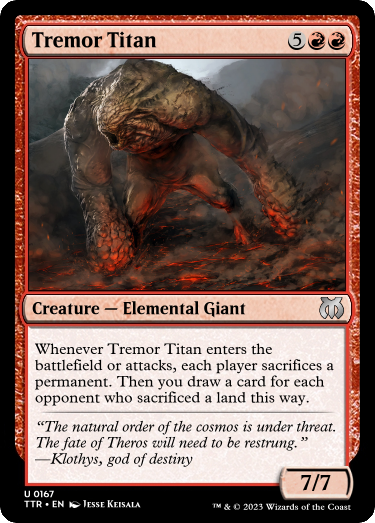 Tremor Titan 5
Creature — Elemental Giant
Whenever Tremor Titan enters the
battlefield or attacks, each player sacrifices a
permanent. Then you draw a card for each
opponent who sacrificed a land this way.
“The natural order of the cosmos is under threat.
The fate of Theros will need to be restrung.”
—Klothys, god of destiny
7/7
U 0167
TTR • EN Jesse Keisala
™ & © 2023 Wizards of the Coast